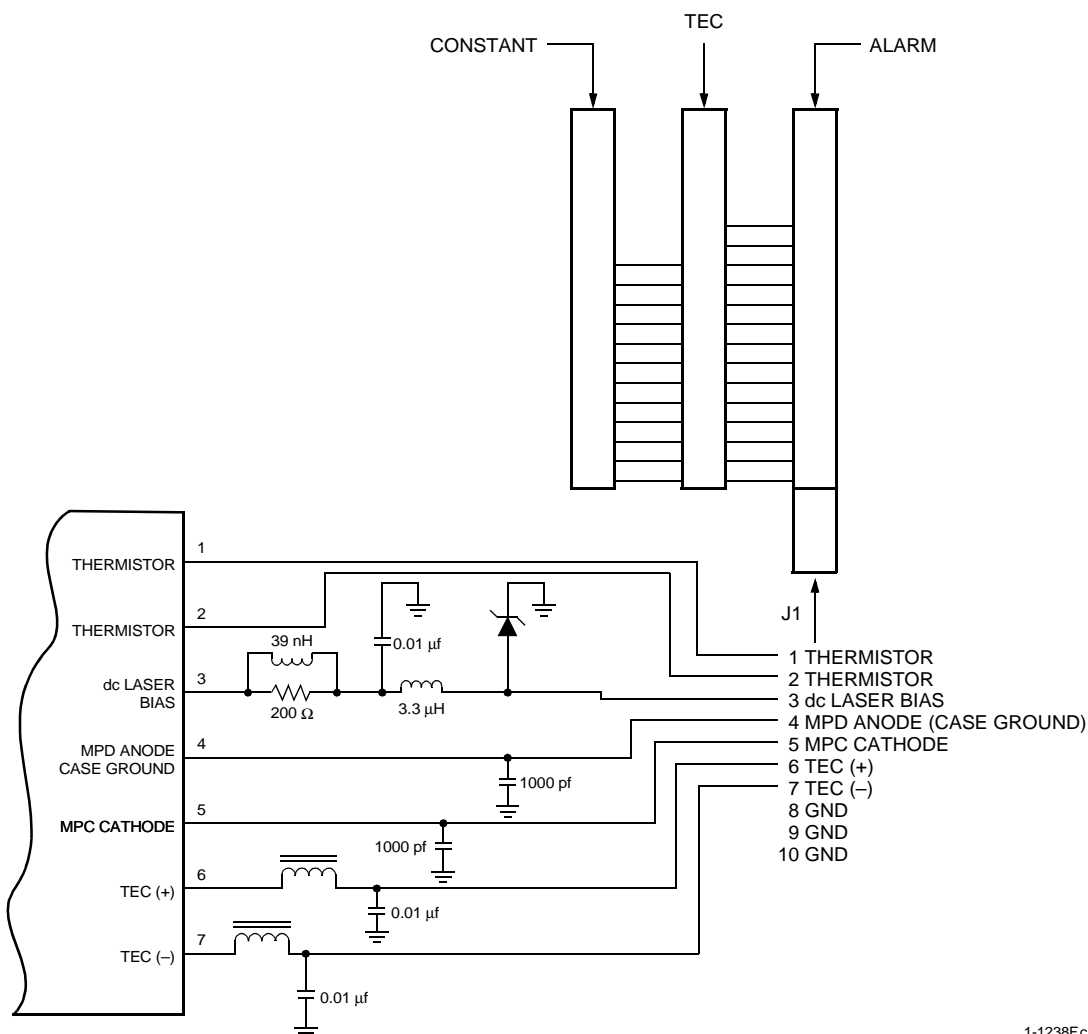 TEC
CONSTANT
ALARM
J1
THERMISTOR
1
THERMISTOR
2
dc LASER
BIAS
3
39 nH
200 Ω
0.01 μf
3.3 μH
MPD ANODE
CASE GROUND
4
1000 pf
MPC CATHODE
5
1000 pf
TEC (+)
6
0.01 μf
TEC (–)
7
0.01 μf
1 THERMISTOR
2 THERMISTOR
3 dc LASER BIAS
4 MPD ANODE (CASE GROUND)
5 MPC CATHODE
6 TEC (+)
7 TEC (–)
8 GND
9 GND
10 GND